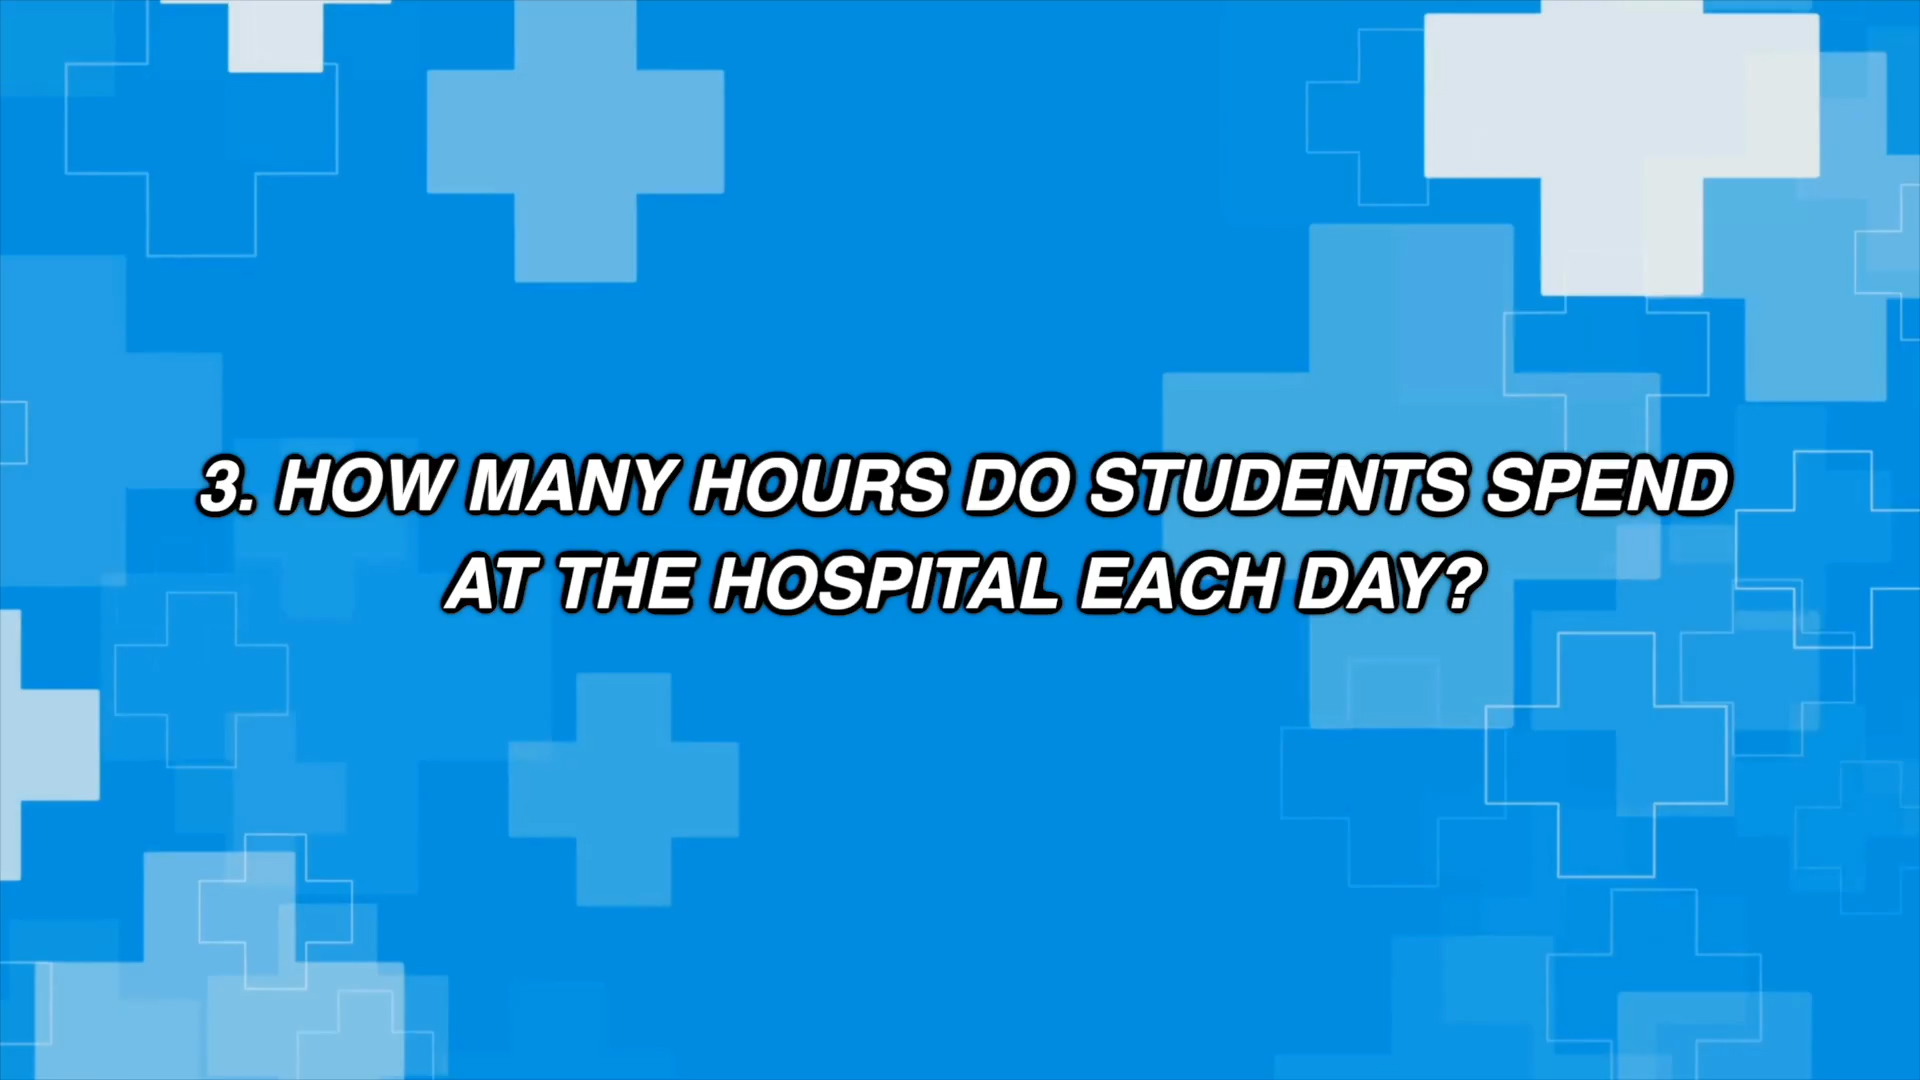 3. HOW MANY HOURS DO STUDENTS SPEND
AT THE HOSPITAL EACH DAY?